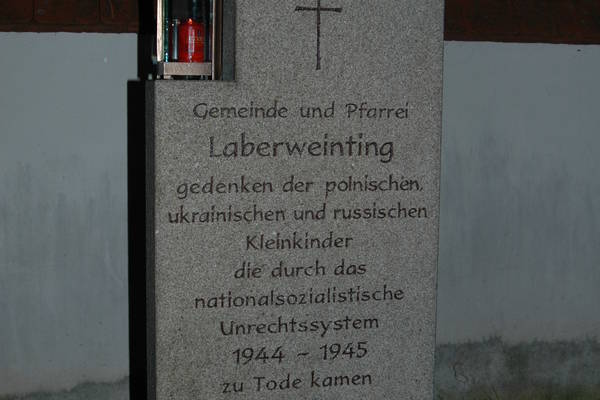 Gemeinde und Pfarrei
Laberweinting
gedenken der polnischen,
ukrainischen und russischen
Kleinkinder
die durch das
nationalsozialistische
Unrechtssystem
1944 - 1945
zu Tode kamen